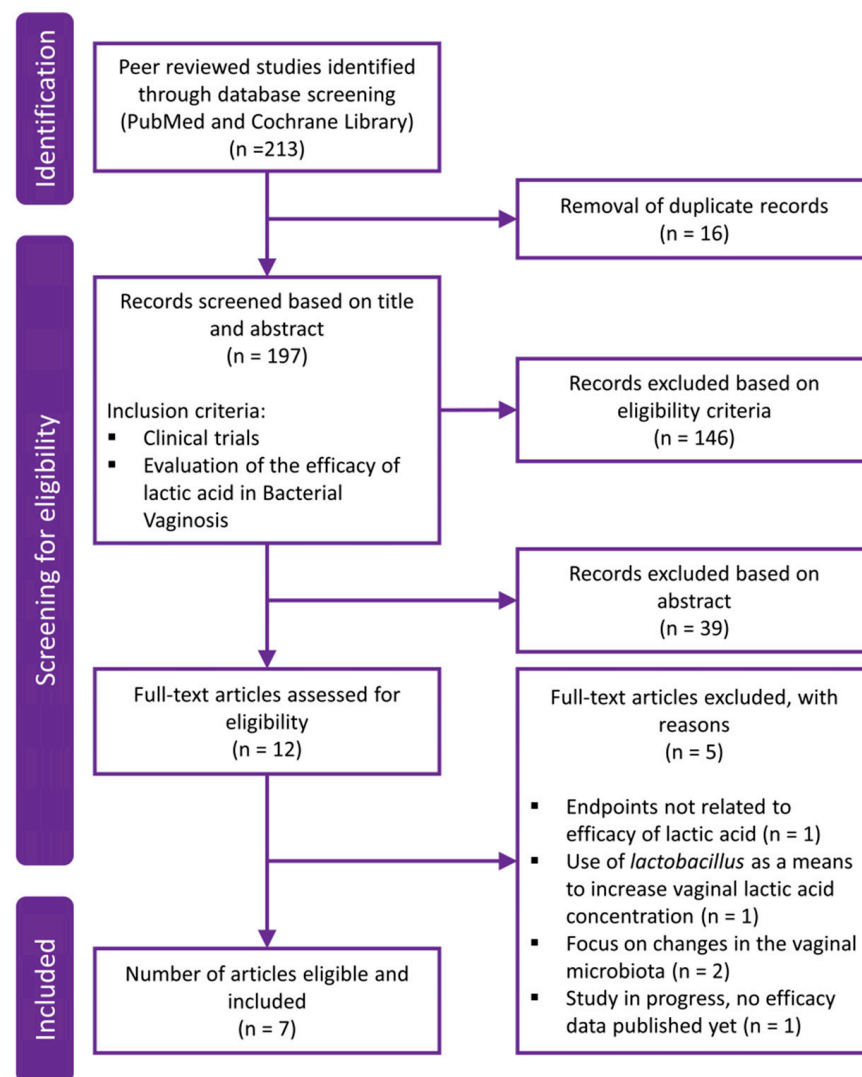 Identification
Peer reviewed studies identified
through database screening
(PubMed and Cochrane Library)
(n =213)
Removal of duplicate records
(n = 16)
Screening for eligibility
Records screened based on title
and abstract
(n = 197)
Inclusion criteria:
▪ Clinical trials
▪ Evaluation of the efficacy of
lactic acid in Bacterial
Vaginosis
Records excluded based on
eligibility criteria
(n = 146)
Records excluded based on
abstract
(n = 39)
Full-text articles assessed for
eligibility
(n = 12)
Full-text articles excluded, with
reasons
(n = 5)
▪ Endpoints not related to
efficacy of lactic acid (n = 1)
▪ Use of lactobacillus as a means
to increase vaginal lactic acid
concentration (n = 1)
▪ Focus on changes in the vaginal
microbiota (n = 2)
▪ Study in progress, no efficacy
data published yet (n = 1)
Included
Number of articles eligible and
included
(n = 7)